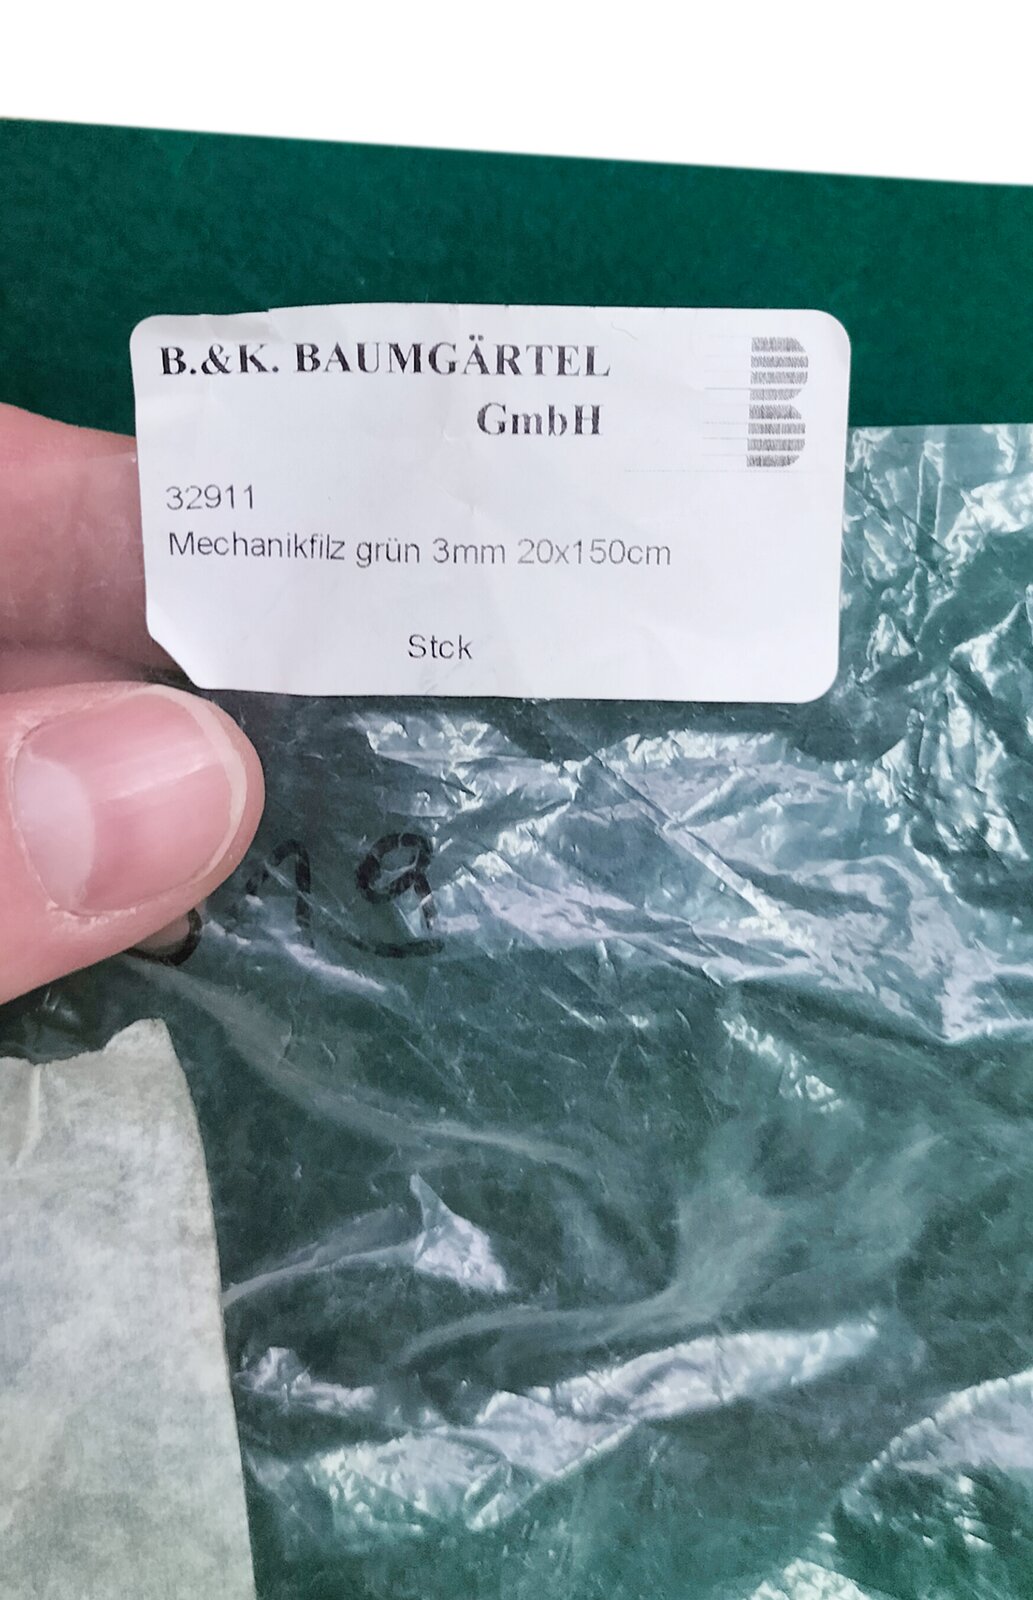 B.&K. BAUMGÄRTEL
GmbH
32911
Mechanikfilz grün 3mm 20x150cm
Stck